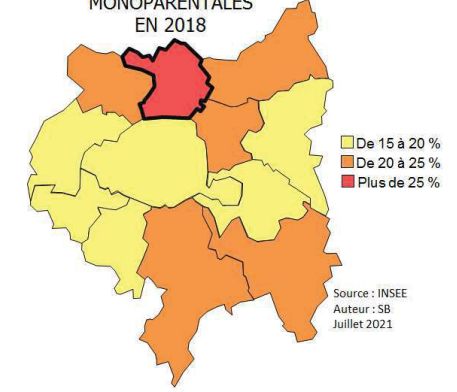 MONOPARENTALES
EN 2018
De 15 à 20 %
De 20 à 25 %
Plus de 25 %
Source : INSEE
Auteur : SB
Juillet 2021